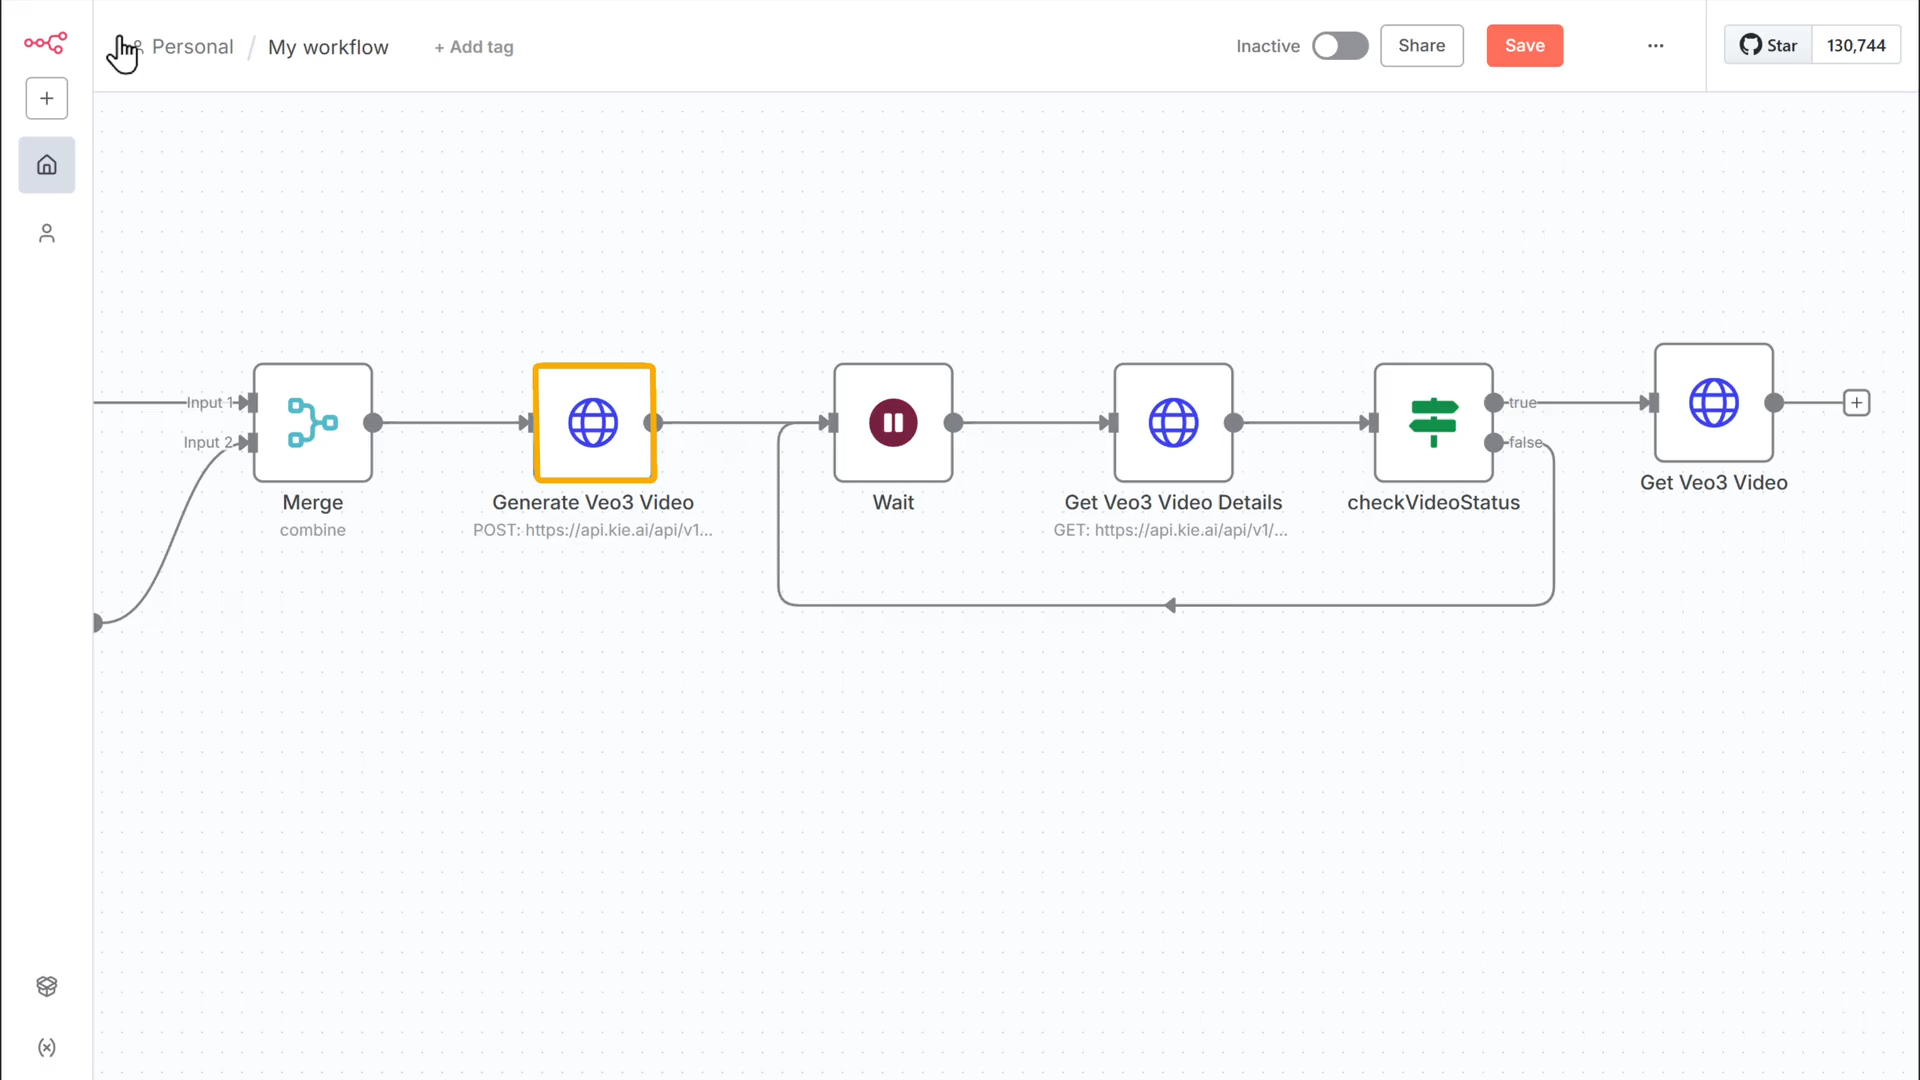 Personal / My workflow + Add tag
Inactive Share Save ... Star 130,744
Input 1
Input 2
true
false
Merge
combine
Generate Veo3 Video
POST: https://api.kie.ai/api/v1...
Wait
Get Veo3 Video Details
GET: https://api.kie.ai/api/v1/...
checkVideoStatus
Get Veo3 Video